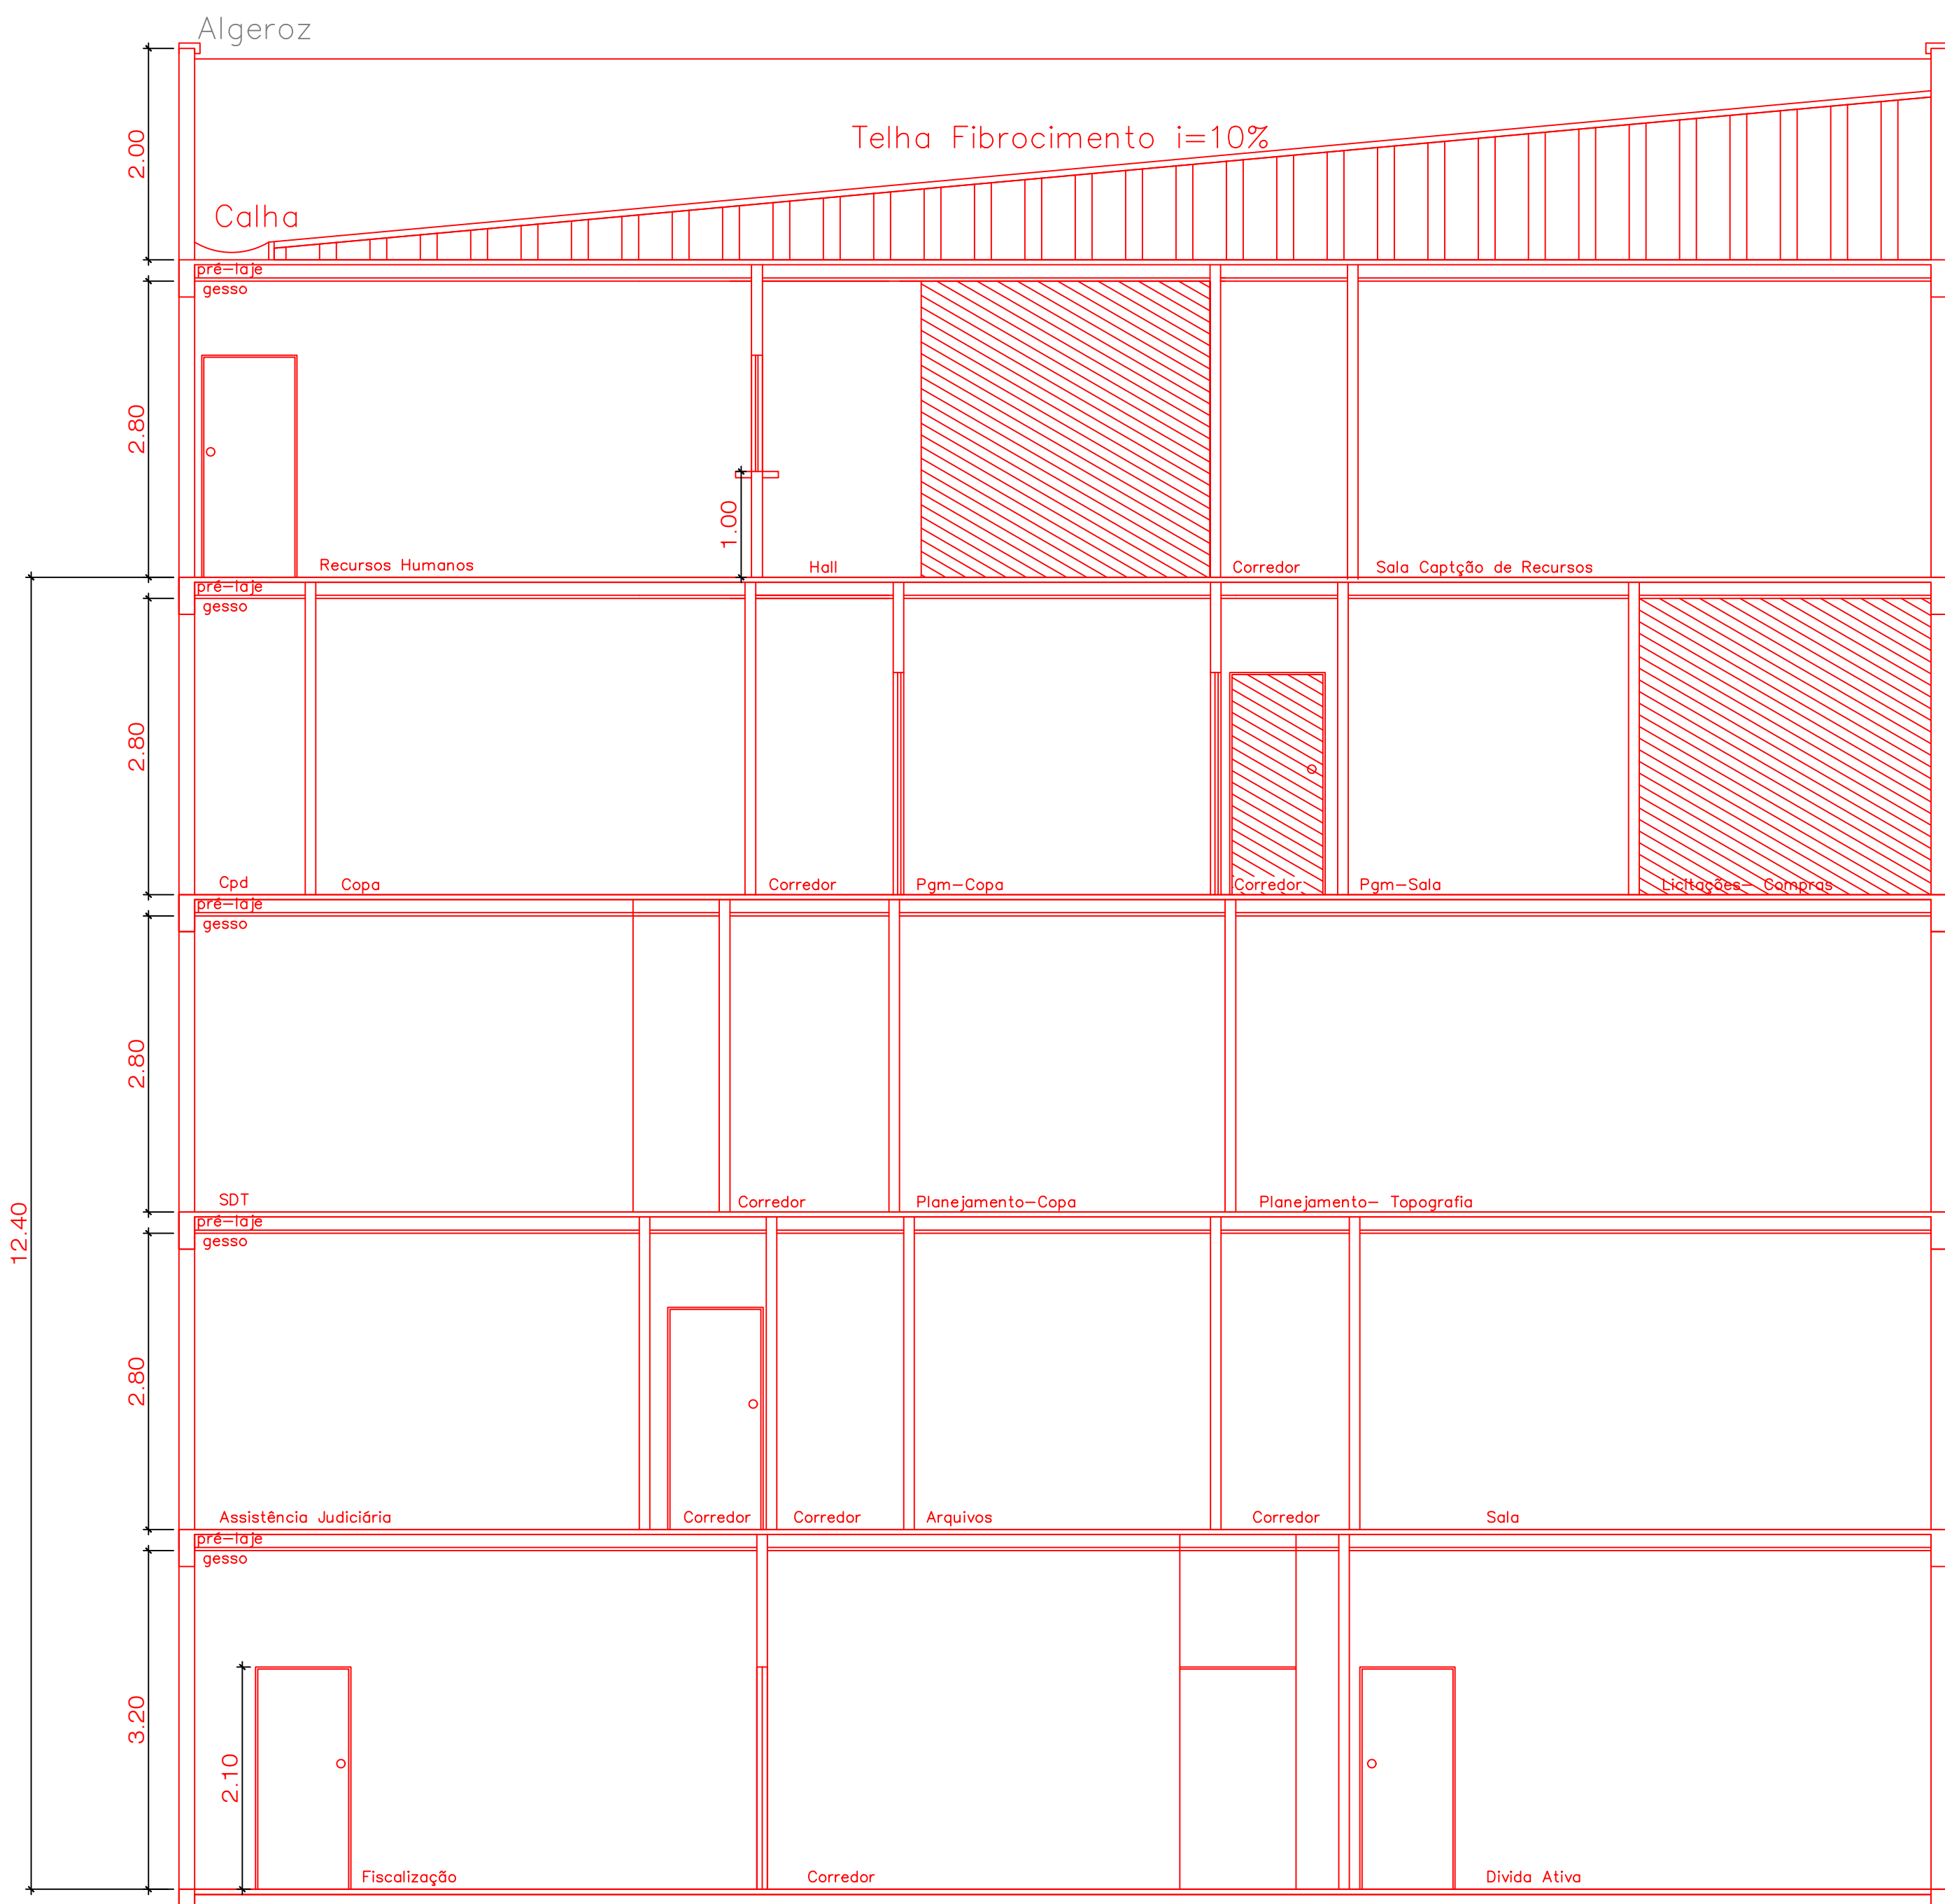 Algeroz
2.00
Telha Fibrocimento i=10%
Calha
pré-laje
gesso
2.80
1.00
Recursos Humanos
Hall
Corredor
Sala Captção de Recursos
pré-laje
gesso
2.80
Cpd
Copa
Corredor
Pgm-Copa
Corredor
Pgm-Sala
Licitações- Compras
pré-laje
gesso
2.80
SDT
Corredor
Planejamento-Copa
Planejamento- Topografia
12.40
pré-laje
gesso
2.80
Assistência Judiciária
Corredor
Corredor
Arquivos
Corredor
Sala
pré-laje
gesso
3.20
2.10
Fiscalização
Corredor
Divida Ativa